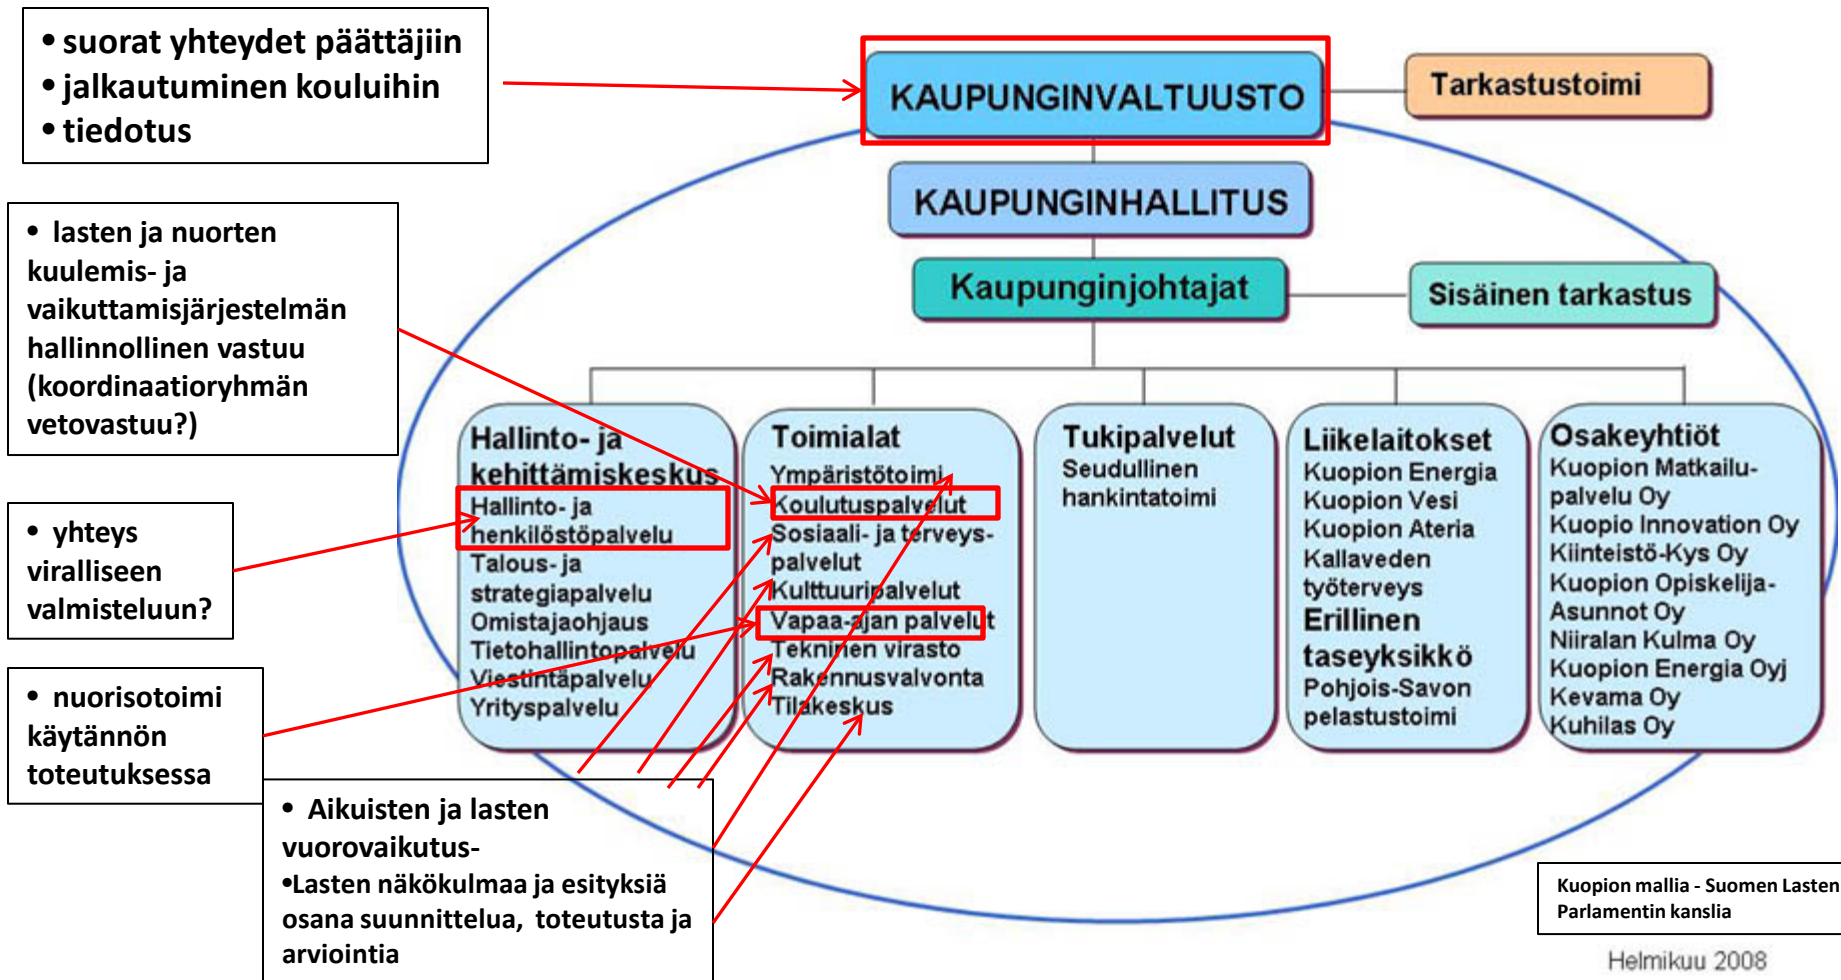 • suorat yhteydet päättäjiin
• jalkautuminen kouluihin
• tiedotus
KAUPUNGINVALTUUSTO
Tarkastustoimi
KAUPUNGINHALLITUS
Kaupunginjohtajat
Sisäinen tarkastus
• lasten ja nuorten
kuulemis- ja
vaikuttamisjärjestelmän
hallinnollinen vastuu
(koordinaatioryhmän
vetovastuu?)
• yhteys
viralliseen
valmisteluun?
• nuorisotoimi
käytännön
toteutuksessa
Hallinto- ja
kehittämiskeskus
Hallinto- ja
henkilöstöpalvelu
Talous- ja
strategiapalvelu
Omistajaohjaus
Tietohallintopalvelu
Viestintäpalvelu
Yrityspalvelu
Toimialat
Ympäristötoimi
Koulutuspalvelut
Sosiaali- ja terveys-
palvelut
Kulttuuripalvelut
Vapaa-ajan palvelut
Tekninen virasto
Rakennusvalvonta
Tilakeskus
Tukipalvelut
Seudullinen
hankintatoimi
Liikelaitokset
Kuopion Energia
Kuopion Vesi
Kuopion Ateria
Kallaveden
työterveys
Erillinen
taseyksikkö
Pohjois-Savon
pelastustoimi
Osakeyhtiöt
Kuopion Matkailu-
palvelu Oy
Kuopio Innovation Oy
Kiinteistö-Kys Oy
Kuopion Opiskelija-
Asunnot Oy
Niiralan Kulma Oy
Kuopion Energia Oyj
Kevama Oy
Kuhilas Oy
• Aikuisten ja lasten
vuorovaikutus-
•Lasten näkökulmaa ja esityksiä
osana suunnittelua, toteutusta ja
arviointia
Kuopion mallia - Suomen Lasten
Parlamentin kanslia
Helmikuu 2008